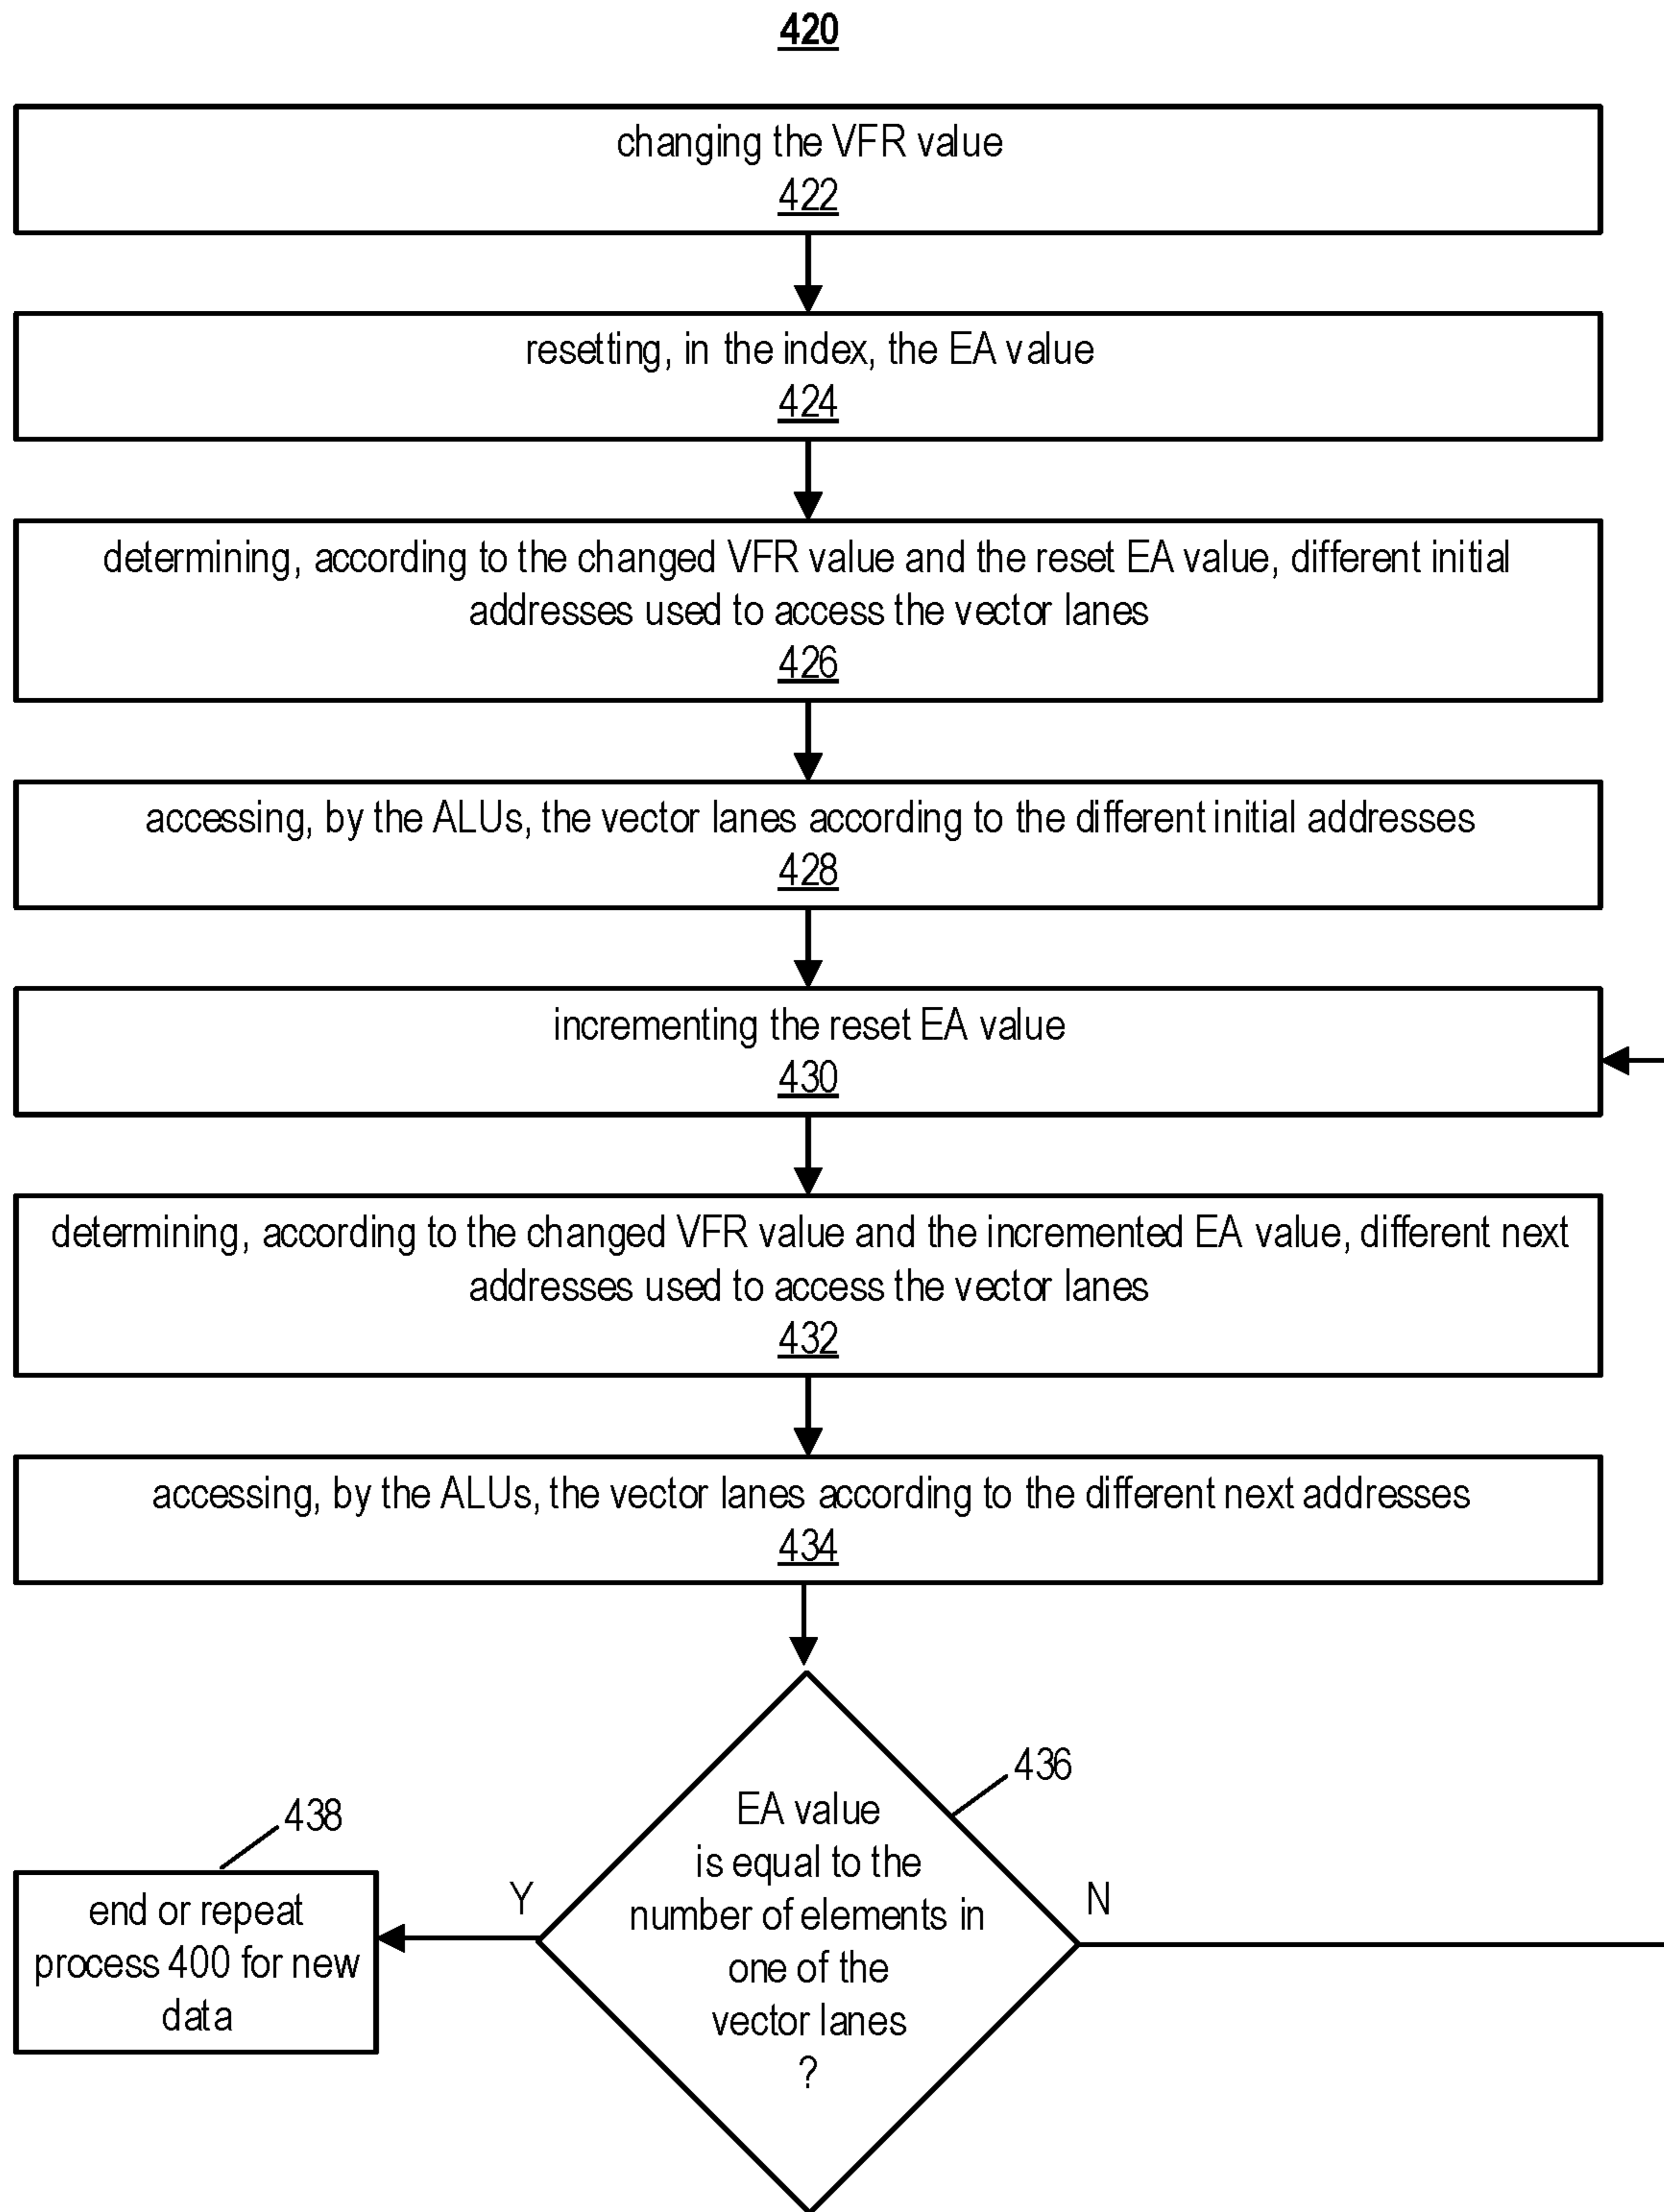 420
changing the VFR value
422
resetting, in the index, the EA value
424
determining, according to the changed VFR value and the reset EA value, different initial
addresses used to access the vector lanes
426
accessing, by the ALUs, the vector lanes according to the different initial addresses
428
incrementing the reset EA value
430
determining, according to the changed VFR value and the incremented EA value, different next
addresses used to access the vector lanes
432
accessing, by the ALUs, the vector lanes according to the different next addresses
434
436
EA value
is equal to the
number of elements in
one of the
vector lanes
?
Y
N
438
end or repeat
process 400 for new
data